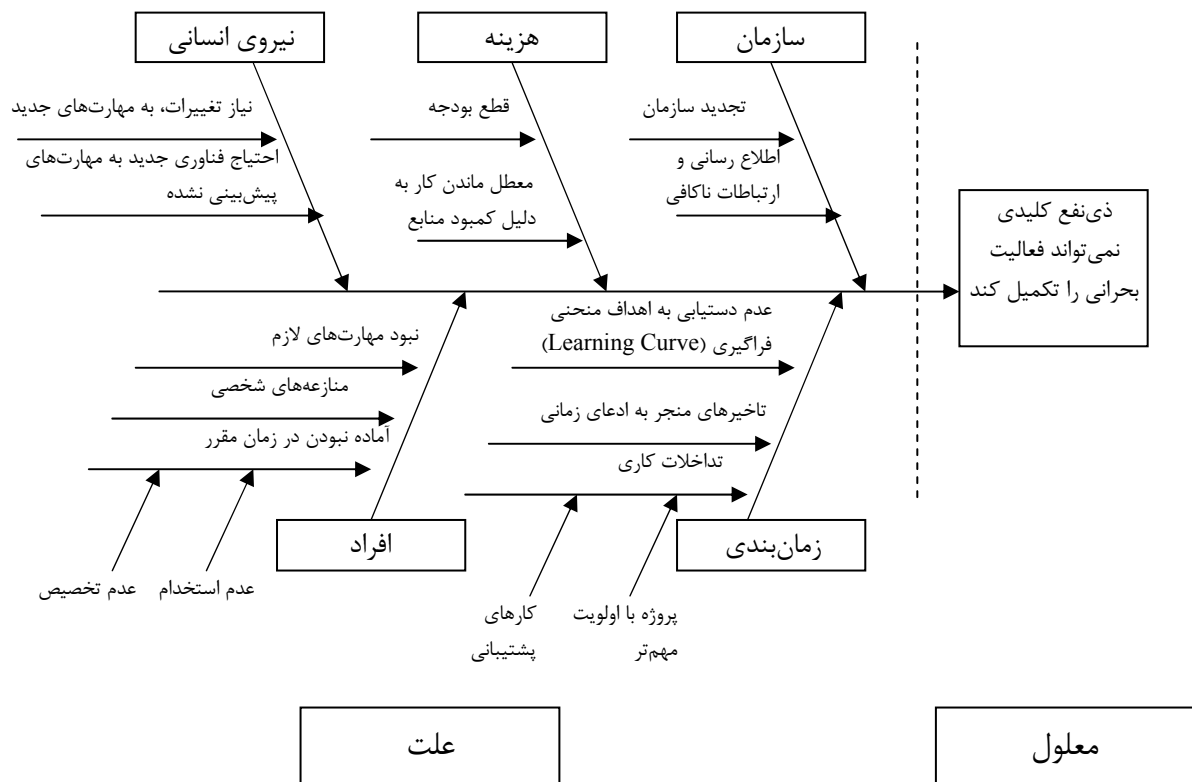 سازمان
هزینه
نیروی انسانی
تجدید سازمان
اطلاع رسانی و
ارتباطات ناکافی
قطع بودجه
معطل ماندن کار به
دلیل کمبود منابع
نیاز تغییرات، به مهارت‌های جدید
احتیاج فناوری جدید به مهارت‌های
پیش‌بینی نشده
ذی‌نفع کلیدی
نمی‌تواند فعالیت
بحرانی را تکمیل کند
عدم دستیابی به اهداف منحنی
فراگیری (Learning Curve)
تاخیرهای منجر به ادعای زمانی
تداخلات کاری
نبود مهارت‌های لازم
منازعه‌های شخصی
آماده نبودن در زمان مقرر
زمان‌بندی
افراد
پروژه با اولویت
مهم‌تر
کارهای
پشتیبانی
عدم استخدام
عدم تخصیص
معلول
علت